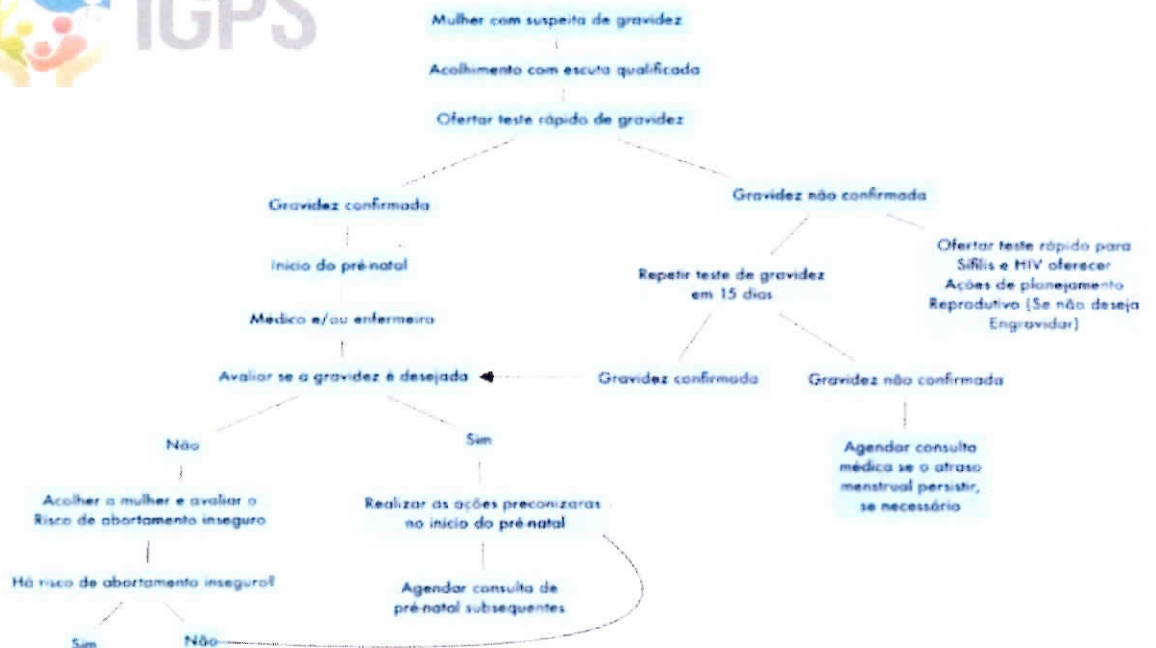 IGPS
Mulher com suspeita de gravidez
Acolhimento com escuta qualificada
Ofertar teste rápido de gravidez
Gravidez confirmada
Gravidez não confirmada
Início do pré-natal
Médico e/ou enfermeiro
Avaliar se a gravidez é desejada
Repetir teste de gravidez
em 15 dias
Ofertar teste rápido para
Sífilis e HIV oferecer
Ações de planejamento
Reprodutivo (Se não deseja
Engravidar)
Gravidez confirmada
Gravidez não confirmada
Agendar consulta
médica se o atraso
menstrual persistir,
se necessário
Não
Sim
Acolher a mulher e avaliar o
Risco de abortamento inseguro
Realizar as ações preconizaras
no início do pré-natal
Há risco de abortamento inseguro?
Agendar consulta de
pré-natal subsequentes
Sim
Não